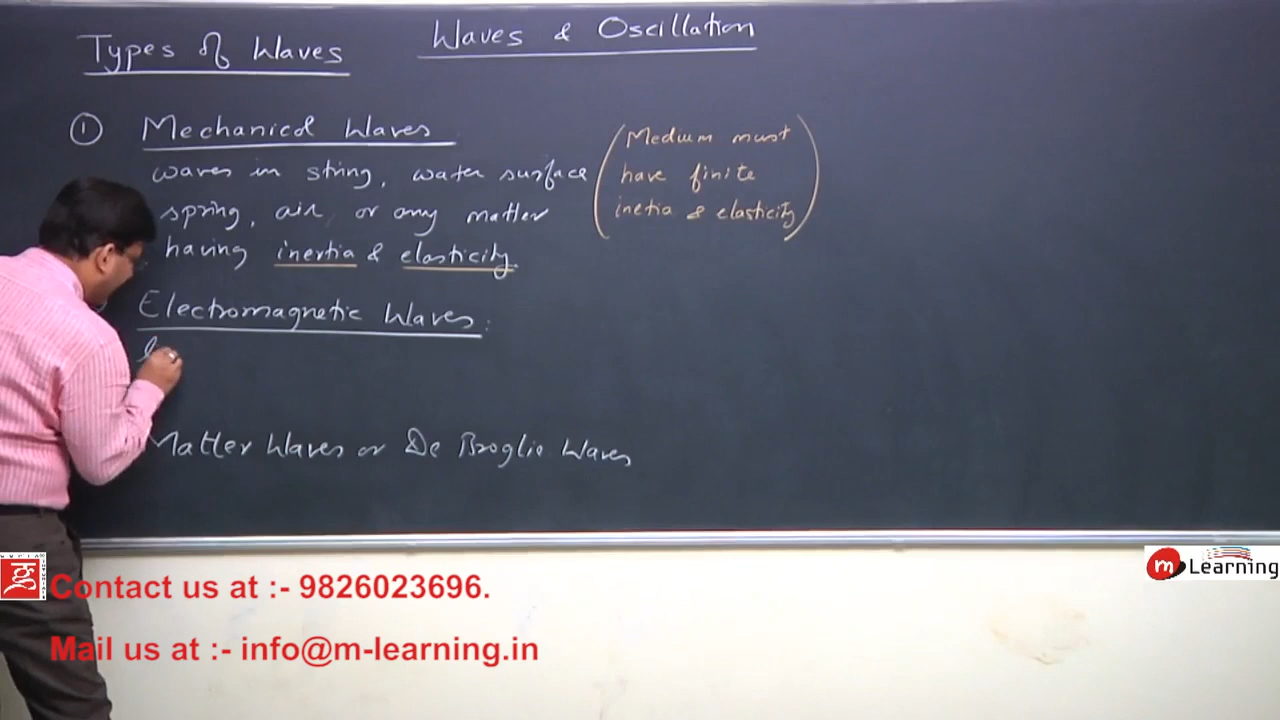 Waves & Oscillation
Types of Waves
① Mechanical Waves
waves in string, water surface
spring, air, or any matter
having inertia & elasticity.
(Medium must
have finite
inetia & elasticity)
Electromagnetic Waves:
Matter Waves or De Broglie Waves
Contact us at :- 9826023696.
Mail us at :- info@m-learning.in
m Learning